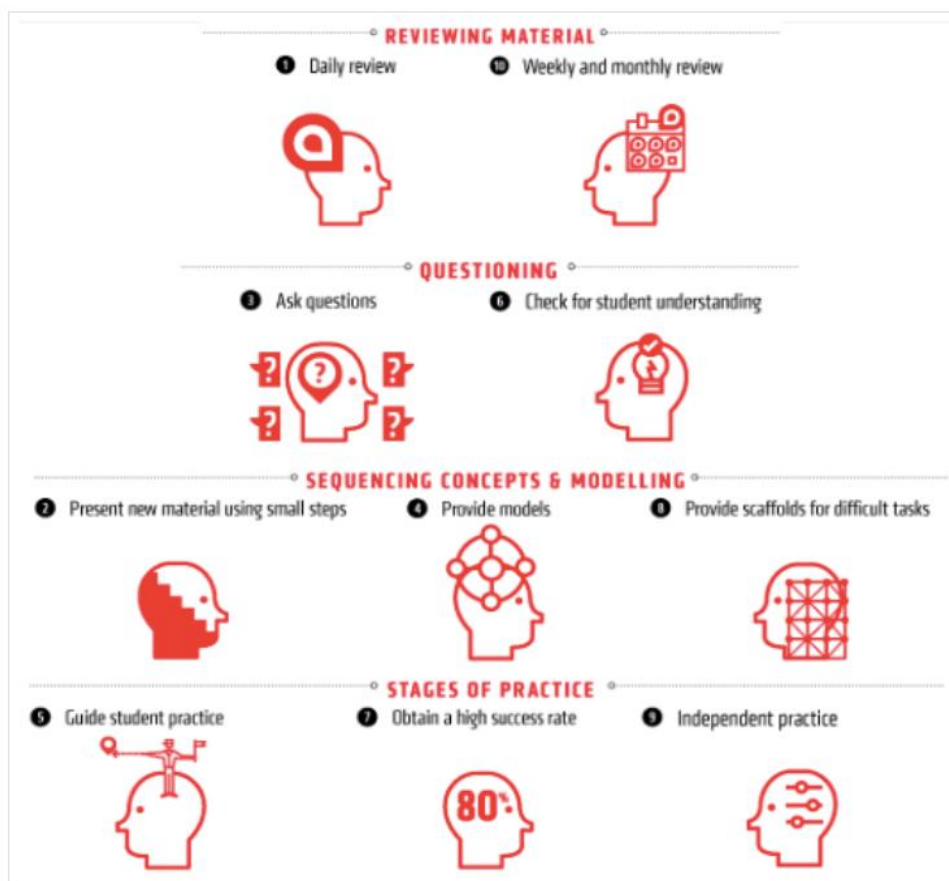 REVIEWING MATERIAL
1 Daily review
10 Weekly and monthly review
QUESTIONING
3 Ask questions
6 Check for student understanding
? ? ?
? ?
SEQUENCING CONCEPTS & MODELLING
2 Present new material using small steps
4 Provide models
8 Provide scaffolds for difficult tasks
STAGES OF PRACTICE
5 Guide student practice
7 Obtain a high success rate
9 Independent practice
80%